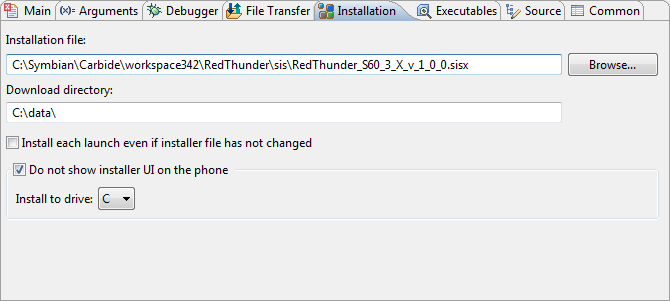 Main (x)= Arguments Debugger File Transfer Installation Executables Source Common
Installation file:
C:\Symbian\Carbide\workspace342\RedThunder\sis\RedThunder_S60_3_X_v_1_0_0.sisx Browse...
Download directory:
C:\data\
Install each launch even if installer file has not changed
Do not show installer UI on the phone
Install to drive: C